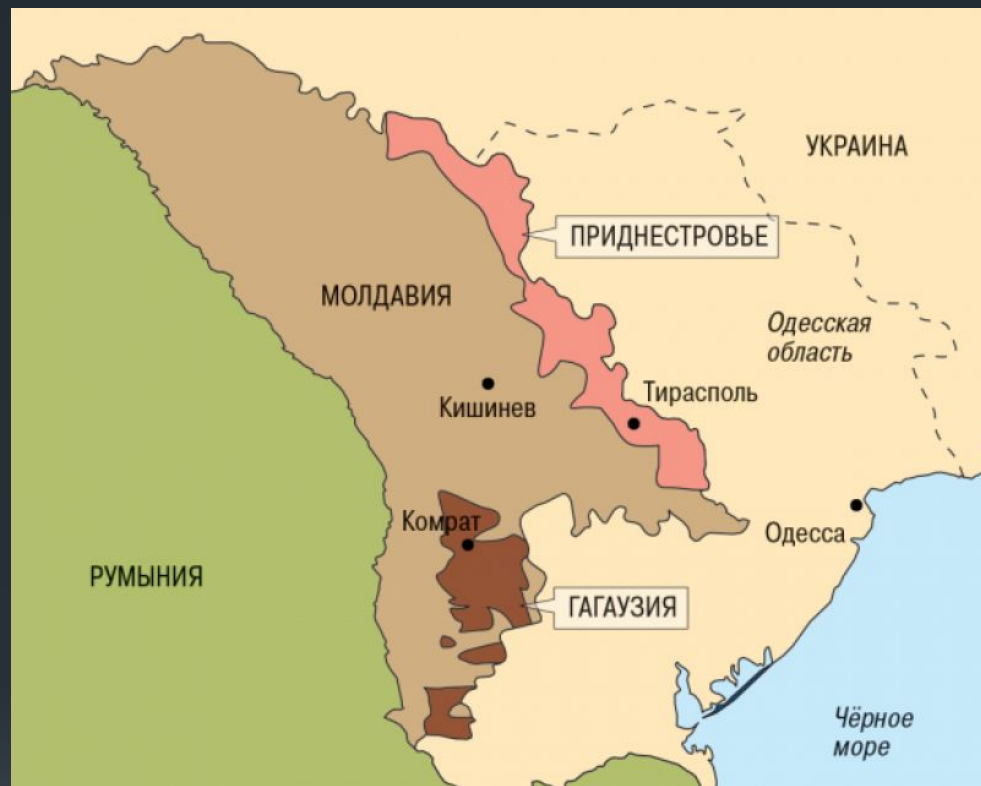 УКРАИНА
ПРИДНЕСТРОВЬЕ
МОЛДАВИЯ
Одесская
область
Тирасполь
Кишинев
Комрат
Одесса
РУМЫНИЯ
ГАГАУЗИЯ
Чёрное
море